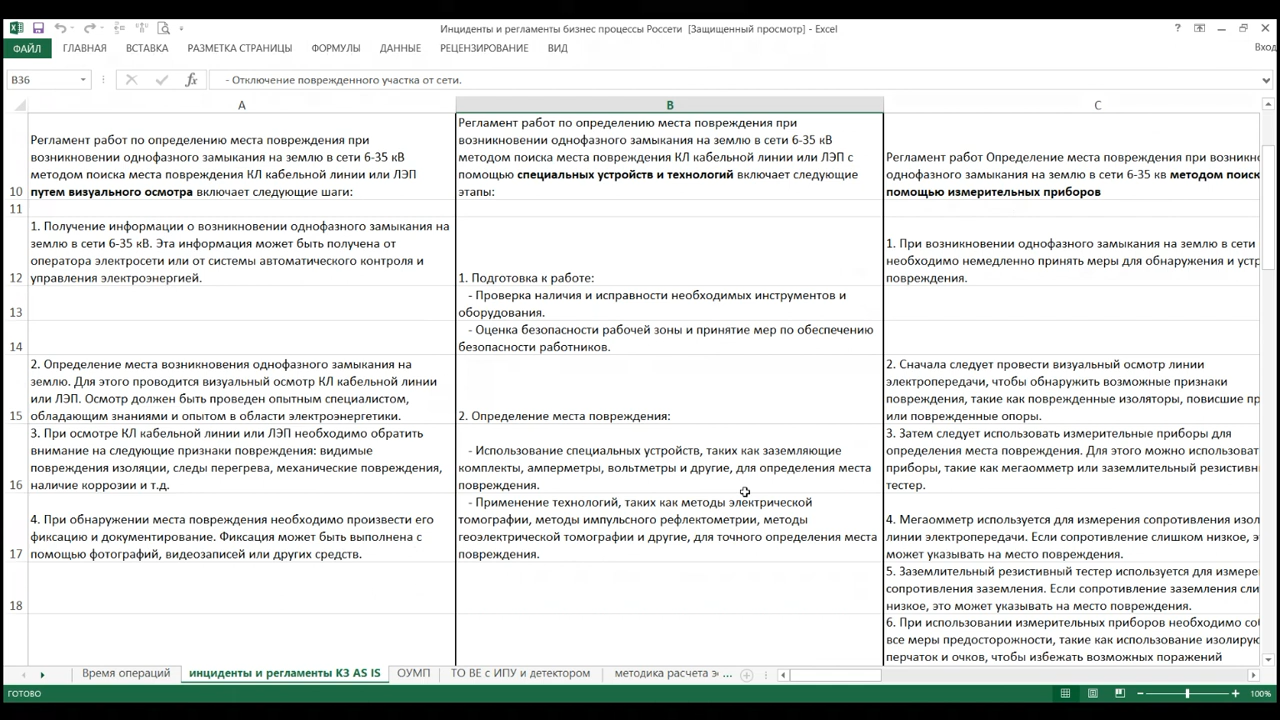 Инциденты и регламенты бизнес процессы Россети [Защищенный просмотр] - Excel
Вход
ФАЙЛ ГЛАВНАЯ ВСТАВКА РАЗМЕТКА СТРАНИЦЫ ФОРМУЛЫ ДАННЫЕ РЕЦЕНЗИРОВАНИЕ ВИД
B36
- Отключение поврежденного участка от сети.
A B C
10
Регламент работ по определению места повреждения при
возникновении однофазного замыкания на землю в сети 6-35 кВ
методом поиска места повреждения КЛ кабельной линии или ЛЭП
путем визуального осмотра включает следующие шаги:
Регламент работ по определению места повреждения при
возникновении однофазного замыкания на землю в сети 6-35 кВ
методом поиска места повреждения КЛ кабельной линии или ЛЭП с
помощью специальных устройств и технологий включает следующие
этапы:
Регламент работ Определение места повреждения при возникно
однофазного замыкания на землю в сети 6-35 кв методом поиск
помощью измерительных приборов
11
12
1. Получение информации о возникновении однофазного замыкания на
землю в сети 6-35 кВ. Эта информация может быть получена от
оператора электросети или от системы автоматического контроля и
управления электроэнергией.
1. Подготовка к работе:
1. При возникновении однофазного замыкания на землю в сети
необходимо немедленно принять меры для обнаружения и устр
повреждения.
13
- Проверка наличия и исправности необходимых инструментов и
оборудования.
14
- Оценка безопасности рабочей зоны и принятие мер по обеспечению
безопасности работников.
15
2. Определение места возникновения однофазного замыкания на
землю. Для этого проводится визуальный осмотр КЛ кабельной линии
или ЛЭП. Осмотр должен быть проведен опытным специалистом,
обладающим знаниями и опытом в области электроэнергетики.
2. Определение места повреждения:
2. Сначала следует провести визуальный осмотр линии
электропередачи, чтобы обнаружить возможные признаки
повреждения, такие как поврежденные изоляторы, повисшие пр
или поврежденные опоры.
16
3. При осмотре КЛ кабельной линии или ЛЭП необходимо обратить
внимание на следующие признаки повреждения: видимые
повреждения изоляции, следы перегрева, механические повреждения,
наличие коррозии и т.д.
- Использование специальных устройств, таких как заземляющие
комплекты, амперметры, вольтметры и другие, для определения места
повреждения.
3. Затем следует использовать измерительные приборы для
определения места повреждения. Для этого можно использоват
приборы, такие как мегаомметр или заземлительный резистивн
тестер.
17
4. При обнаружении места повреждения необходимо произвести его
фиксацию и документирование. Фиксация может быть выполнена с
помощью фотографий, видеозаписей или других средств.
- Применение технологий, таких как методы электрической
томографии, методы импульсного рефлектометрии, методы
геоэлектрической томографии и другие, для точного определения места
повреждения.
4. Мегаомметр используется для измерения сопротивления изол
линии электропередачи. Если сопротивление слишком низкое, э
может указывать на место повреждения.
18
5. Заземлительный резистивный тестер используется для измере
сопротивления заземления. Если сопротивление заземления сли
низкое, это может указывать на место повреждения.
6. При использовании измерительных приборов необходимо со
все меры предосторожности, такие как использование изолирую
перчаток и очков, чтобы избежать возможных поражений
Время операций инциденты и регламенты КЗ AS IS ОУМП ТО ВЕ с ИПУ и детектором методика расчета э ...
ГОТОВО
100%